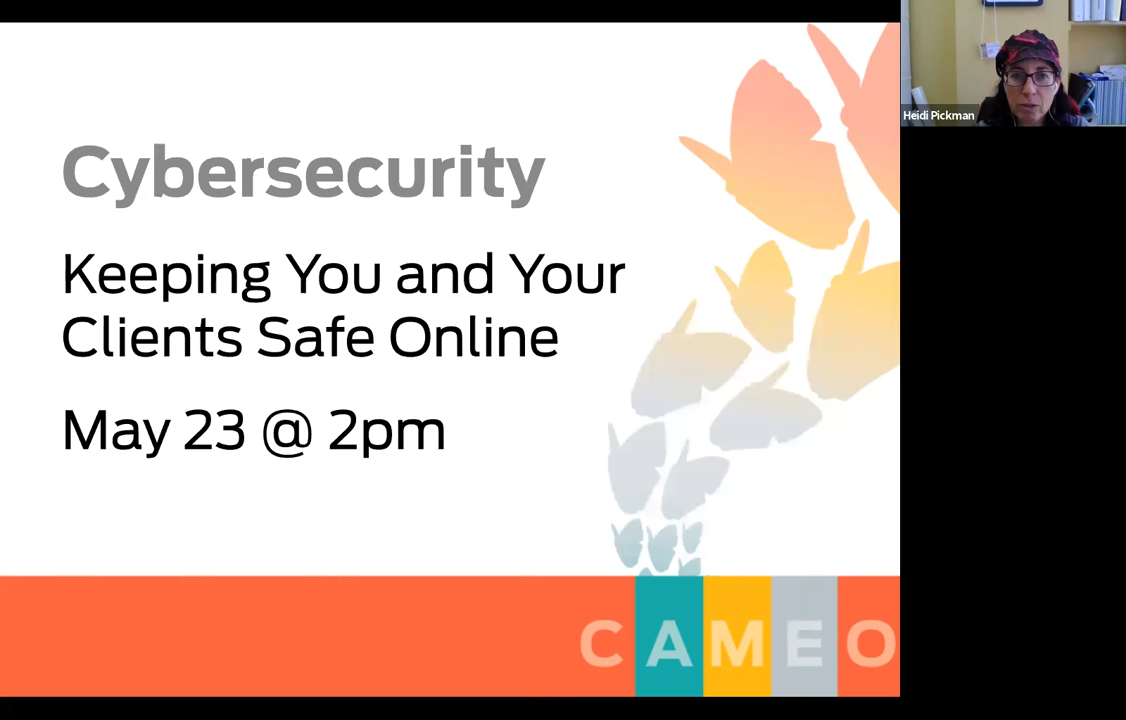 Cybersecurity
Keeping You and Your
Clients Safe Online
May 23 @ 2pm
CAMEO
Heidi Pickman